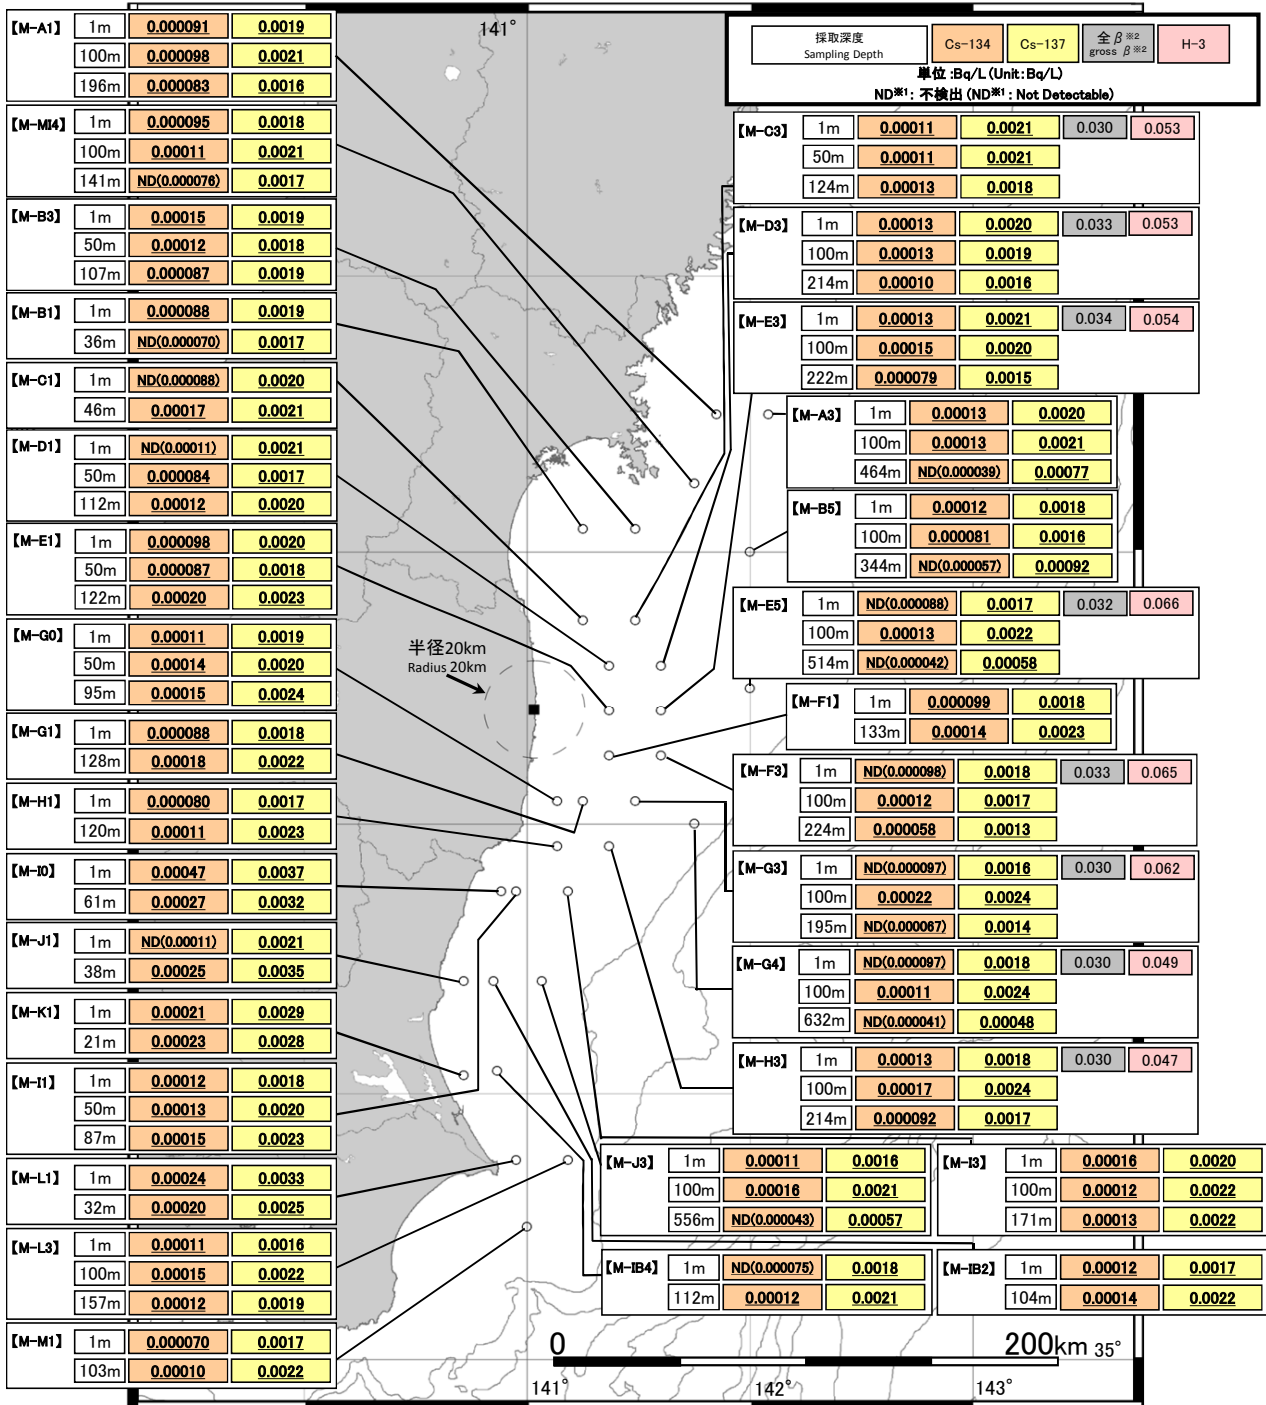 141°
採取深度
Sampling Depth
Cs-134
Cs-137
全β※2
gross β※2
H-3
単位:Bq/L (Unit:Bq/L)
ND※1: 不検出 (ND※1: Not Detectable)
【M-A1】 1m 0.000091 0.0019
100m 0.000098 0.0021
196m 0.000083 0.0016
【M-MI4】 1m 0.000095 0.0018
100m 0.00011 0.0021
141m ND(0.000076) 0.0017
【M-B3】 1m 0.00015 0.0019
50m 0.00012 0.0018
107m 0.000087 0.0019
【M-B1】 1m 0.000088 0.0019
36m ND(0.000070) 0.0017
【M-C1】 1m ND(0.000088) 0.0020
46m 0.00017 0.0021
【M-D1】 1m ND(0.00011) 0.0021
50m 0.000084 0.0017
112m 0.00012 0.0020
【M-E1】 1m 0.000098 0.0020
50m 0.000087 0.0018
122m 0.00020 0.0023
【M-G0】 1m 0.00011 0.0019
50m 0.00014 0.0020
95m 0.00015 0.0024
【M-G1】 1m 0.000088 0.0018
128m 0.00018 0.0022
【M-H1】 1m 0.000080 0.0017
120m 0.00011 0.0023
【M-I0】 1m 0.00047 0.0037
61m 0.00027 0.0032
【M-J1】 1m ND(0.00011) 0.0021
38m 0.00025 0.0035
【M-K1】 1m 0.00021 0.0029
21m 0.00023 0.0028
【M-I1】 1m 0.00012 0.0018
50m 0.00013 0.0020
87m 0.00015 0.0023
【M-L1】 1m 0.00024 0.0033
32m 0.00020 0.0025
【M-L3】 1m 0.00011 0.0016
100m 0.00015 0.0022
157m 0.00012 0.0019
【M-M1】 1m 0.000070 0.0017
103m 0.00010 0.0022
半径20km
Radius 20km
【M-C3】 1m 0.00011 0.0021 0.030 0.053
50m 0.00011 0.0021
124m 0.00013 0.0018
【M-D3】 1m 0.00013 0.0020 0.033 0.053
100m 0.00013 0.0019
214m 0.00010 0.0016
【M-E3】 1m 0.00013 0.0021 0.034 0.054
100m 0.00015 0.0020
222m 0.000079 0.0015
【M-A3】 1m 0.00013 0.0020
100m 0.00013 0.0021
464m ND(0.000039) 0.00077
【M-B5】 1m 0.00012 0.0018
100m 0.000081 0.0016
344m ND(0.000057) 0.00092
【M-E5】 1m ND(0.000088) 0.0017 0.032 0.066
100m 0.00013 0.0022
514m ND(0.000042) 0.00058
【M-F1】 1m 0.000099 0.0018
133m 0.00014 0.0023
【M-F3】 1m ND(0.000098) 0.0018 0.033 0.065
100m 0.00012 0.0017
224m 0.000058 0.0013
【M-G3】 1m ND(0.000097) 0.0016 0.030 0.062
100m 0.00022 0.0024
195m ND(0.000067) 0.0014
【M-G4】 1m ND(0.000097) 0.0018 0.030 0.049
100m 0.00011 0.0024
632m ND(0.000041) 0.00048
【M-H3】 1m 0.00013 0.0018 0.030 0.047
100m 0.00017 0.0024
214m 0.000092 0.0017
【M-J3】 1m 0.00011 0.0016
100m 0.00016 0.0021
556m ND(0.000043) 0.00057
【M-I3】 1m 0.00016 0.0020
100m 0.00012 0.0022
171m 0.00013 0.0022
【M-IB4】 1m ND(0.000075) 0.0018
112m 0.00012 0.0021
【M-IB2】 1m 0.00012 0.0017
104m 0.00014 0.0022
0 200km 35°
141° 142° 143°